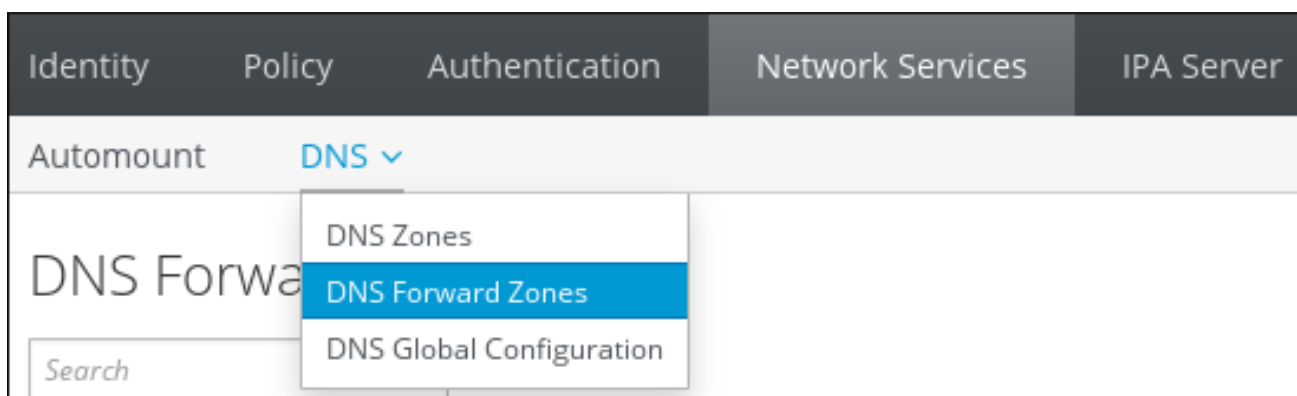 Identity Policy Authentication Network Services IPA Server
Automount DNS
DNS Zones
DNS Forwa
DNS Forward Zones
DNS Global Configuration
Search